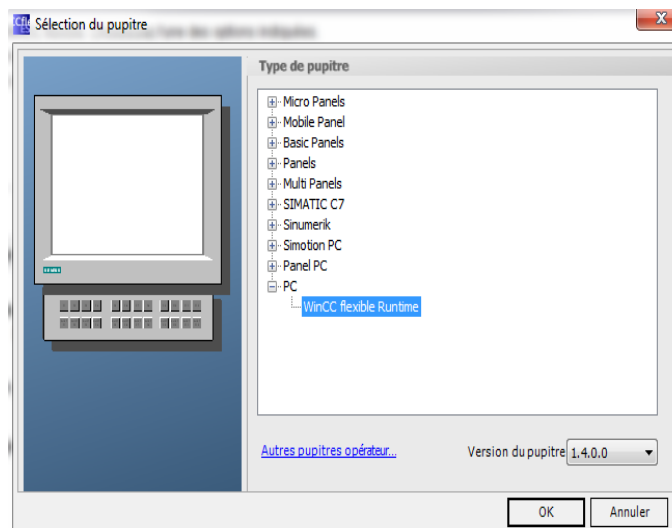 Sélection du pupitre
Type de pupitre
Micro Panels
Mobile Panel
Basic Panels
Panels
Multi Panels
SIMATIC C7
Sinumerik
Simotion PC
Panel PC
PC
WinCC flexible Runtime
Autres pupitres opérateur...
Version du pupitre 1.4.0.0
OK Annuler